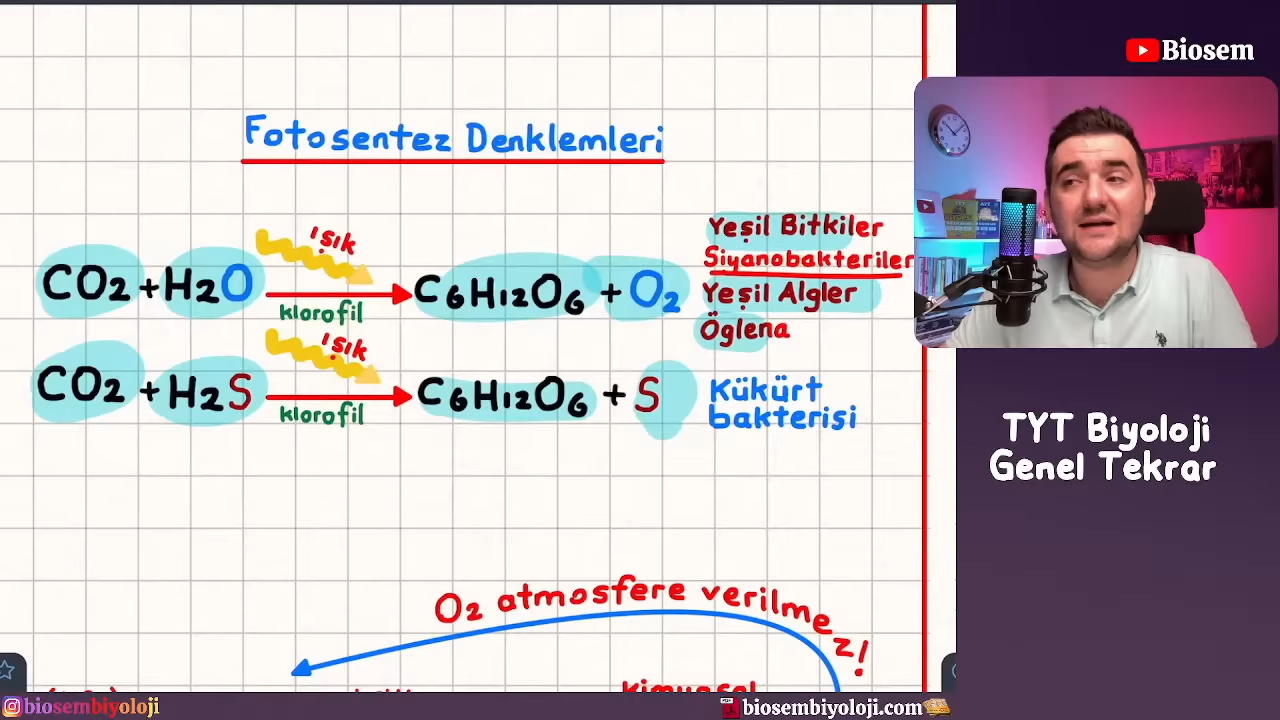 Biosem
Fotosentez Denklemleri
CO2 + H2O ışık klorofil C6H12O6 + O2
Yeşil Bitkiler
Siyanobakteriler
Yeşil Algler
Öglena
CO2 + H2S ışık klorofil C6H12O6 + S
Kükürt
bakterisi
TYT Biyoloji
Genel Tekrar
O2 atmosfere verilmez!
biosembiyoloji
biosembiyoloji.com